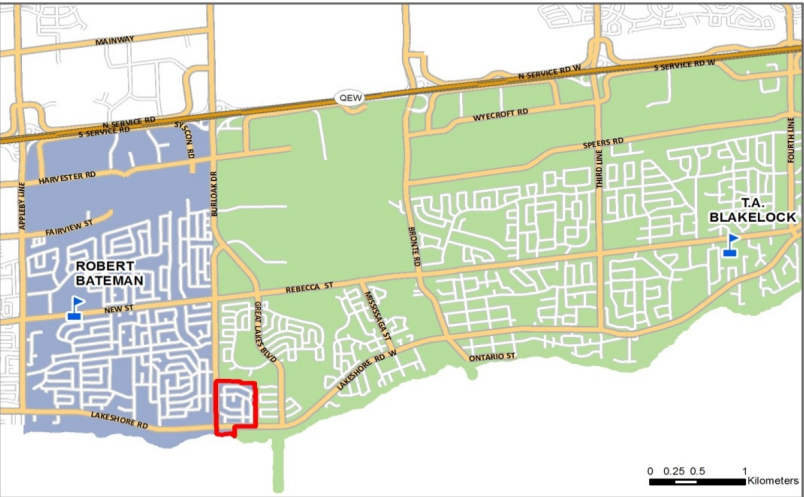 MAINWAY
N SERVICE RD W
S SERVICE RD W
QEW
WYECROFT RD
N SERVICE RD
S SERVICE RD
SYSCON RD
SPEERS RD
THIRD LINE
FOURTH LINE
HARVESTER RD
APPLEBY LINE
BURLOAK DR
T.A.
BLAKELOCK
FAIRVIEW ST
BRONTE RD
ROBERT
BATEMAN
REBECCA ST
NEW ST
GREAT LAKES BLVD
MISSISSAGA ST
LAKESHORE RD W
ONTARIO ST
LAKESHORE RD
0 0.25 0.5 1
Kilometers